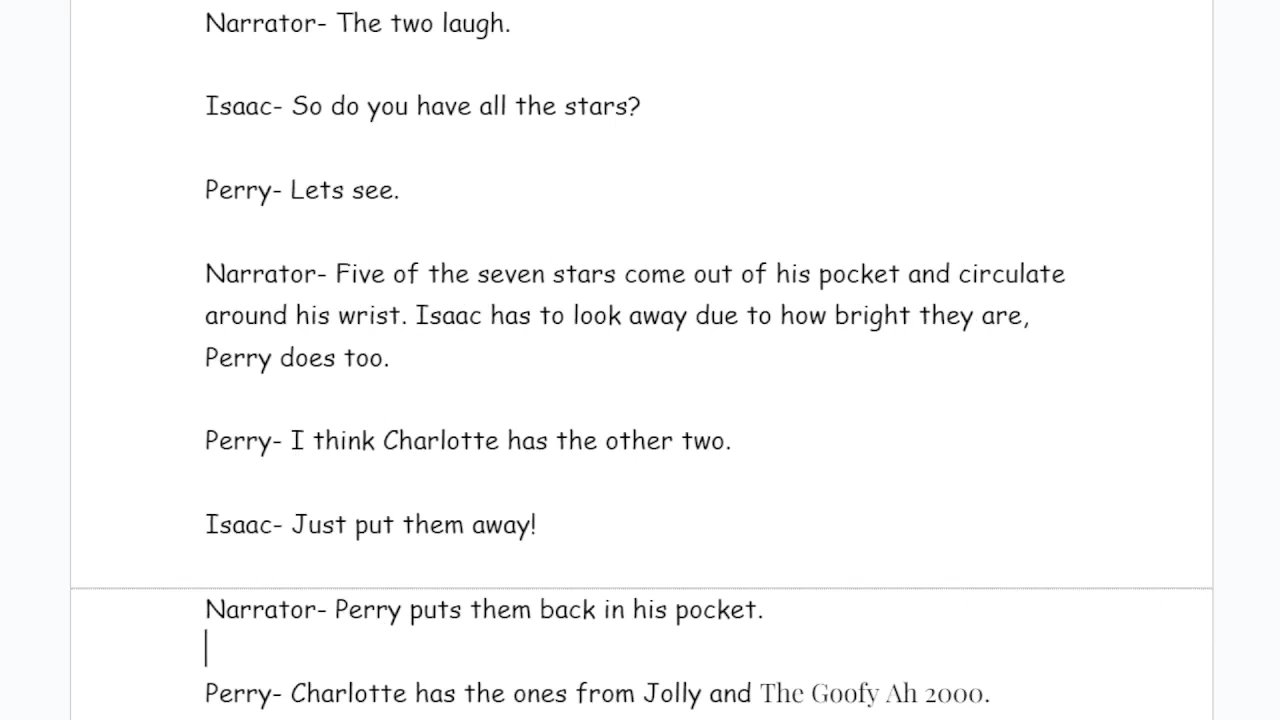 Narrator- The two laugh.
Isaac- So do you have all the stars?
Perry- Lets see.
Narrator- Five of the seven stars come out of his pocket and circulate
around his wrist. Isaac has to look away due to how bright they are,
Perry does too.
Perry- I think Charlotte has the other two.
Isaac- Just put them away!
Narrator- Perry puts them back in his pocket.
Perry- Charlotte has the ones from Jolly and The Goofy Ah 2000.